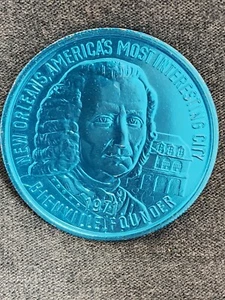 NEW ORLEANS, AMERICA'S MOST INTERESTING CITY
BIENVILLE FOUNDER